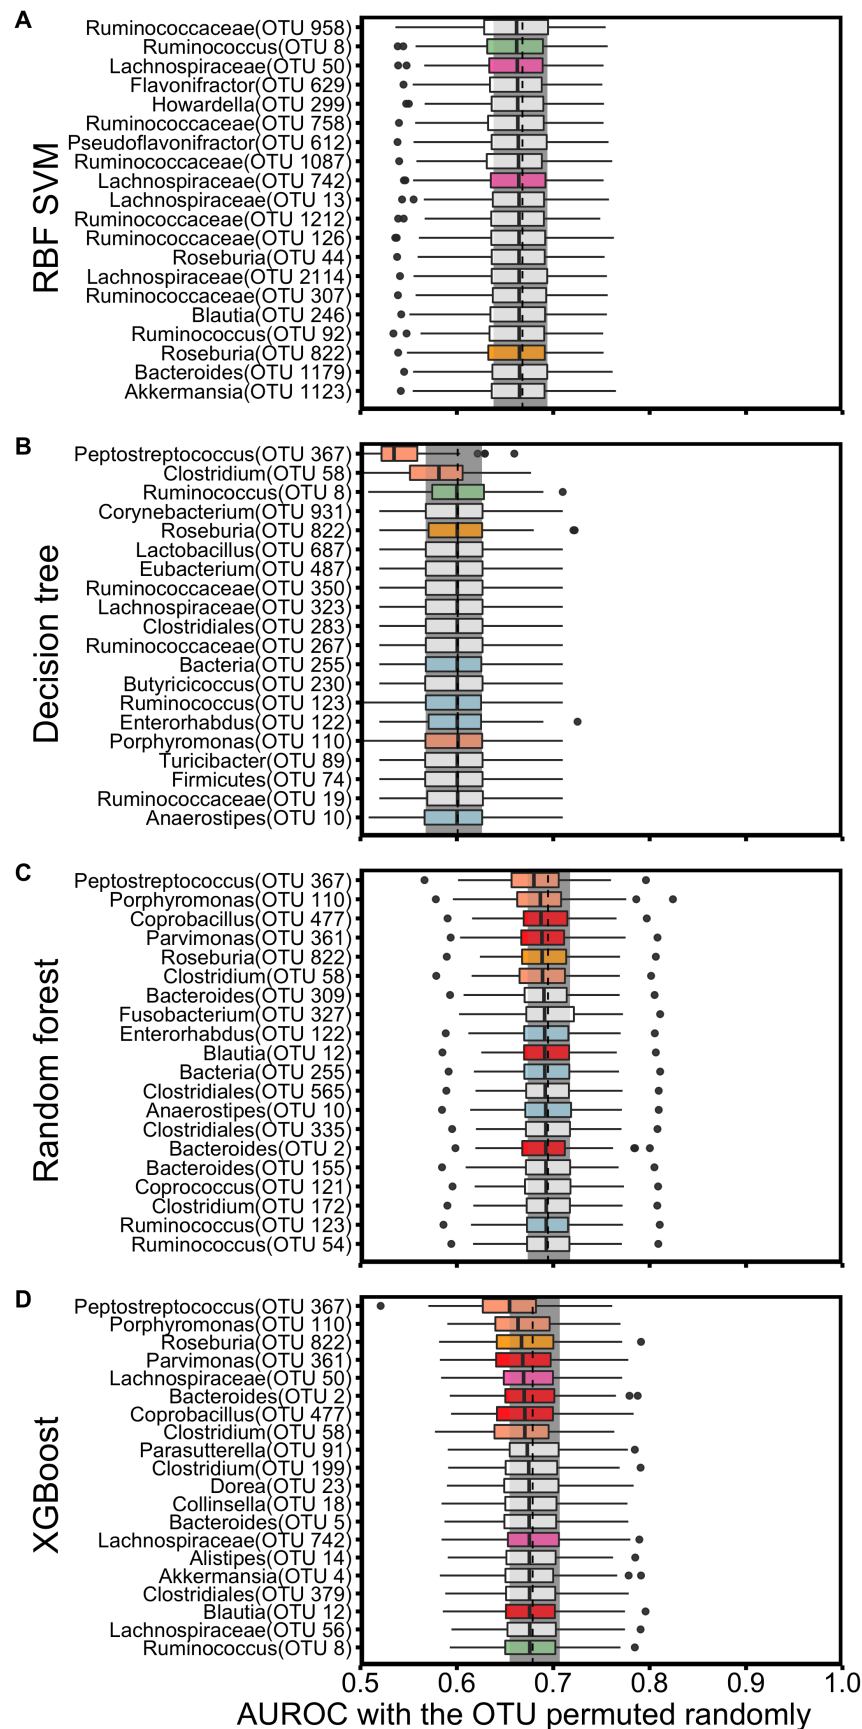 A
RBF SVM
Ruminococcaceae(OTU 958)
Ruminococcus(OTU 8)
Lachnospiraceae(OTU 50)
Flavonifractor(OTU 629)
Howardella(OTU 299)
Ruminococcaceae(OTU 758)
Pseudoflavonifractor(OTU 612)
Ruminococcaceae(OTU 1087)
Lachnospiraceae(OTU 742)
Lachnospiraceae(OTU 13)
Ruminococcaceae(OTU 1212)
Ruminococcaceae(OTU 126)
Roseburia(OTU 44)
Lachnospiraceae(OTU 2114)
Ruminococcaceae(OTU 307)
Blautia(OTU 246)
Ruminococcus(OTU 92)
Roseburia(OTU 822)
Bacteroides(OTU 1179)
Akkermansia(OTU 1123)
B
Decision tree
Peptostreptococcus(OTU 367)
Clostridium(OTU 58)
Ruminococcus(OTU 8)
Corynebacterium(OTU 931)
Roseburia(OTU 822)
Lactobacillus(OTU 687)
Eubacterium(OTU 487)
Ruminococcaceae(OTU 350)
Lachnospiraceae(OTU 323)
Clostridiales(OTU 283)
Ruminococcaceae(OTU 267)
Bacteria(OTU 255)
Butyricicoccus(OTU 230)
Ruminococcus(OTU 123)
Enterorhabdus(OTU 122)
Porphyromonas(OTU 110)
Turicibacter(OTU 89)
Firmicutes(OTU 74)
Ruminococcaceae(OTU 19)
Anaerostipes(OTU 10)
C
Random forest
Peptostreptococcus(OTU 367)
Porphyromonas(OTU 110)
Coprobacillus(OTU 477)
Parvimonas(OTU 361)
Roseburia(OTU 822)
Clostridium(OTU 58)
Bacteroides(OTU 309)
Fusobacterium(OTU 327)
Enterorhabdus(OTU 122)
Blautia(OTU 12)
Bacteria(OTU 255)
Clostridiales(OTU 565)
Anaerostipes(OTU 10)
Clostridiales(OTU 335)
Bacteroides(OTU 2)
Bacteroides(OTU 155)
Coprococcus(OTU 121)
Clostridium(OTU 172)
Ruminococcus(OTU 123)
Ruminococcus(OTU 54)
D
XGBoost
Peptostreptococcus(OTU 367)
Porphyromonas(OTU 110)
Roseburia(OTU 822)
Parvimonas(OTU 361)
Lachnospiraceae(OTU 50)
Bacteroides(OTU 2)
Coprobacillus(OTU 477)
Clostridium(OTU 58)
Parasutterella(OTU 91)
Clostridium(OTU 199)
Dorea(OTU 23)
Collinsella(OTU 18)
Bacteroides(OTU 5)
Lachnospiraceae(OTU 742)
Alistipes(OTU 14)
Akkermansia(OTU 4)
Clostridiales(OTU 379)
Blautia(OTU 12)
Lachnospiraceae(OTU 56)
Ruminococcus(OTU 8)
0.5 0.6 0.7 0.8 0.9 1.0
AUROC with the OTU permuted randomly